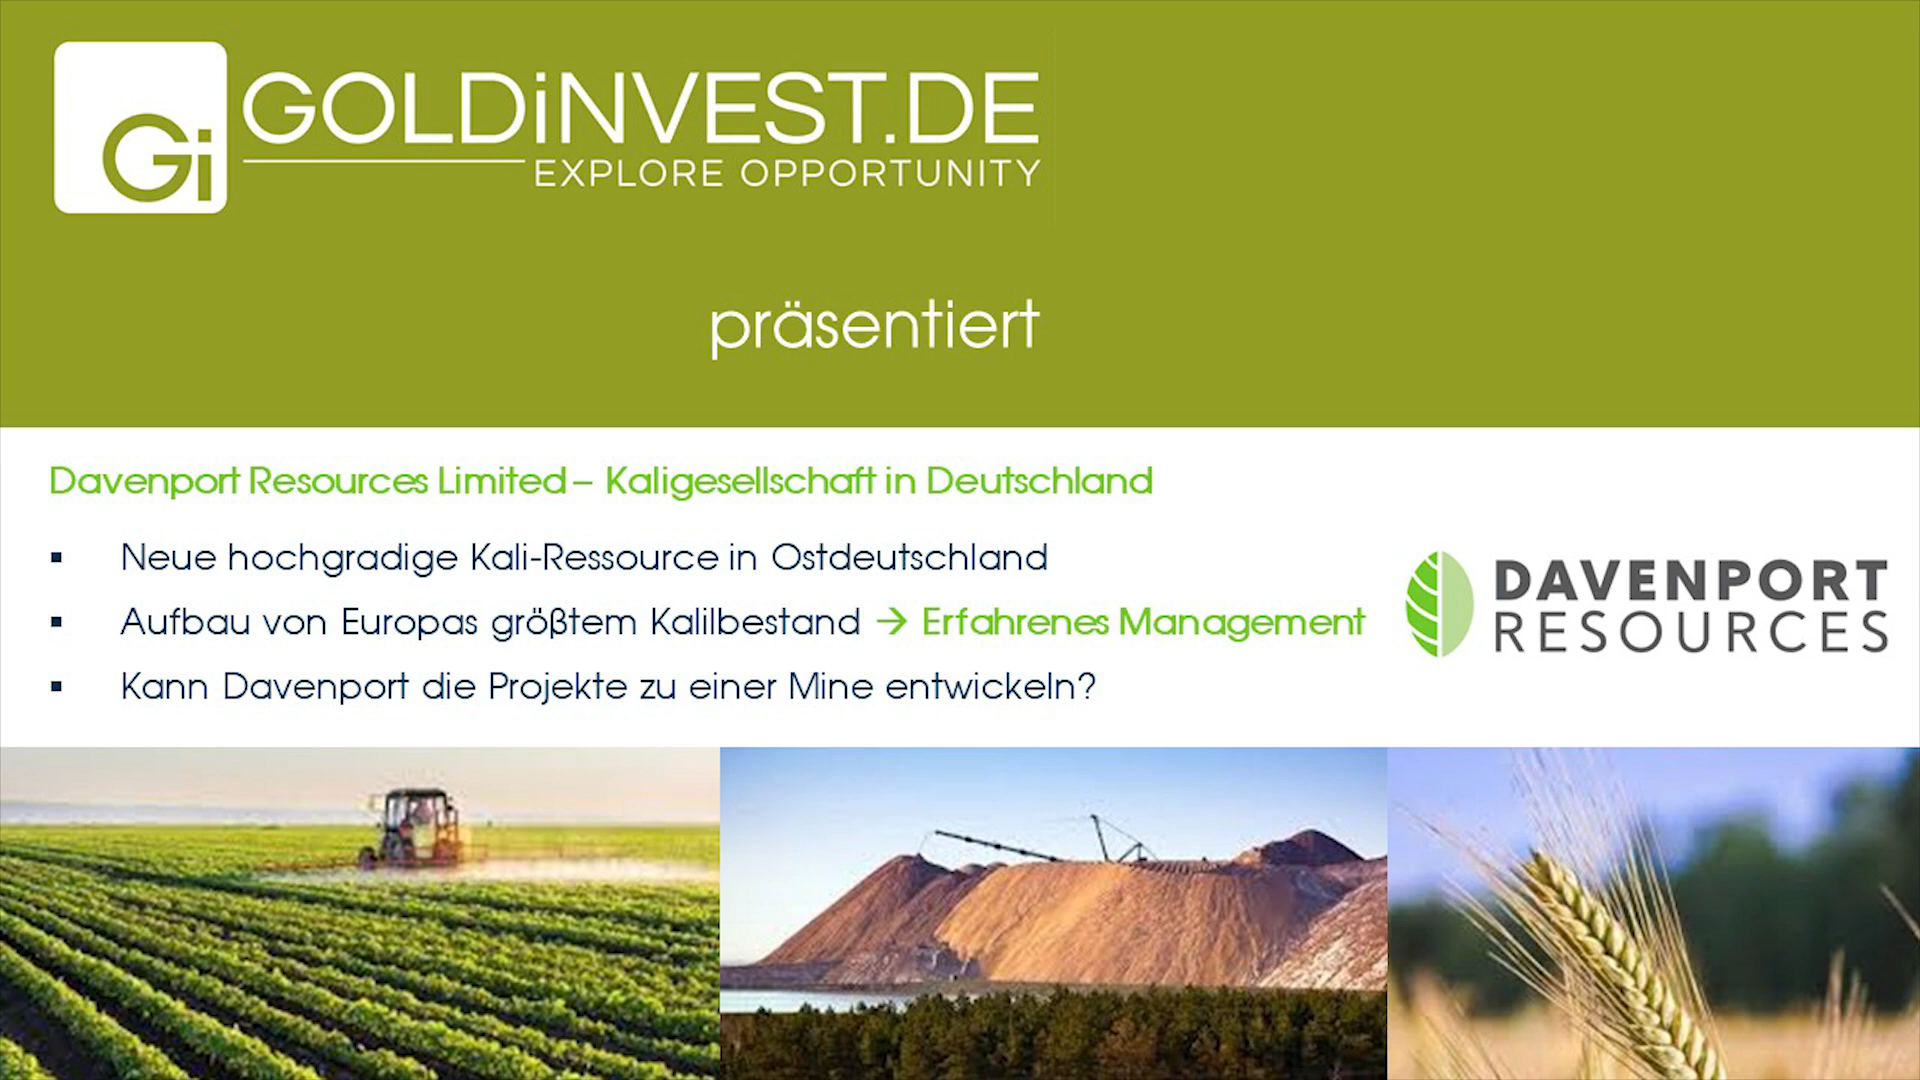 Gi
GOLDiNVEST.DE
EXPLORE OPPORTUNITY
präsentiert
Davenport Resources Limited – Kaligesellschaft in Deutschland
▪ Neue hochgradige Kali-Ressource in Ostdeutschland
▪ Aufbau von Europas größtem Kalilbestand → Erfahrenes Management
▪ Kann Davenport die Projekte zu einer Mine entwickeln?
DAVENPORT
RESOURCES